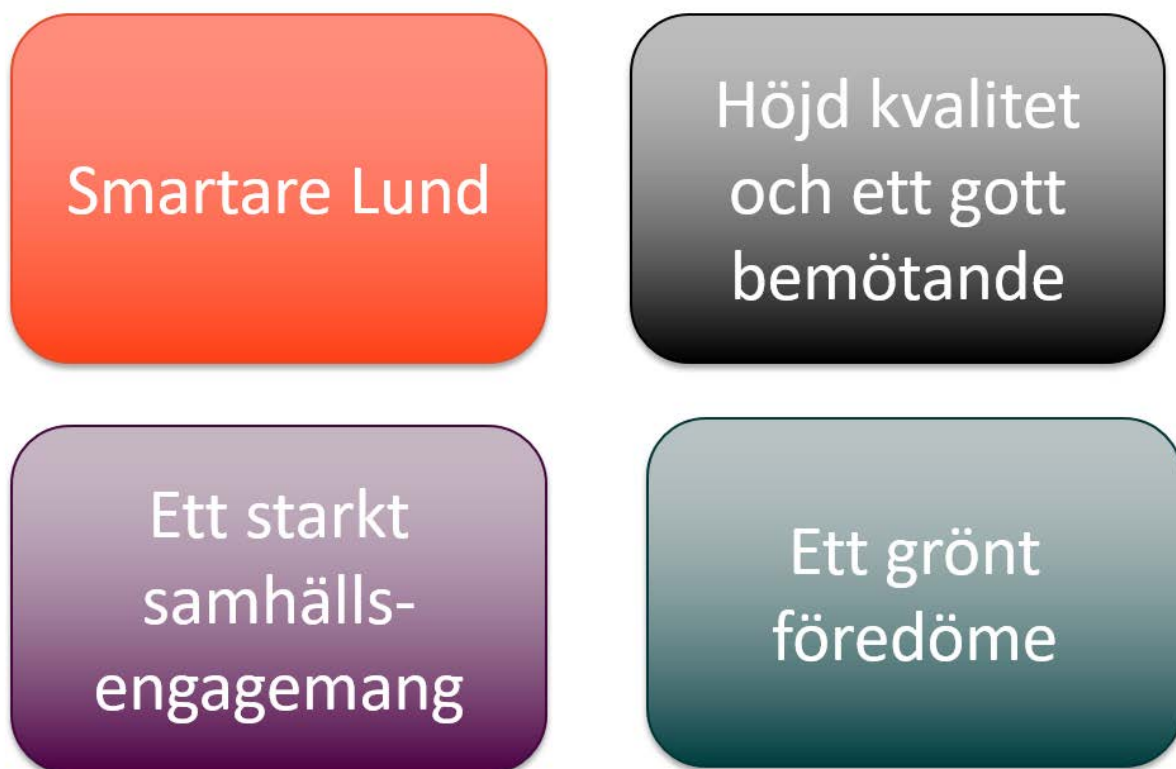 Smartare Lund
Höjd kvalitet
och ett gott
bemötande
Ett starkt
samhälls-
engagemang
Ett grönt
föredöme